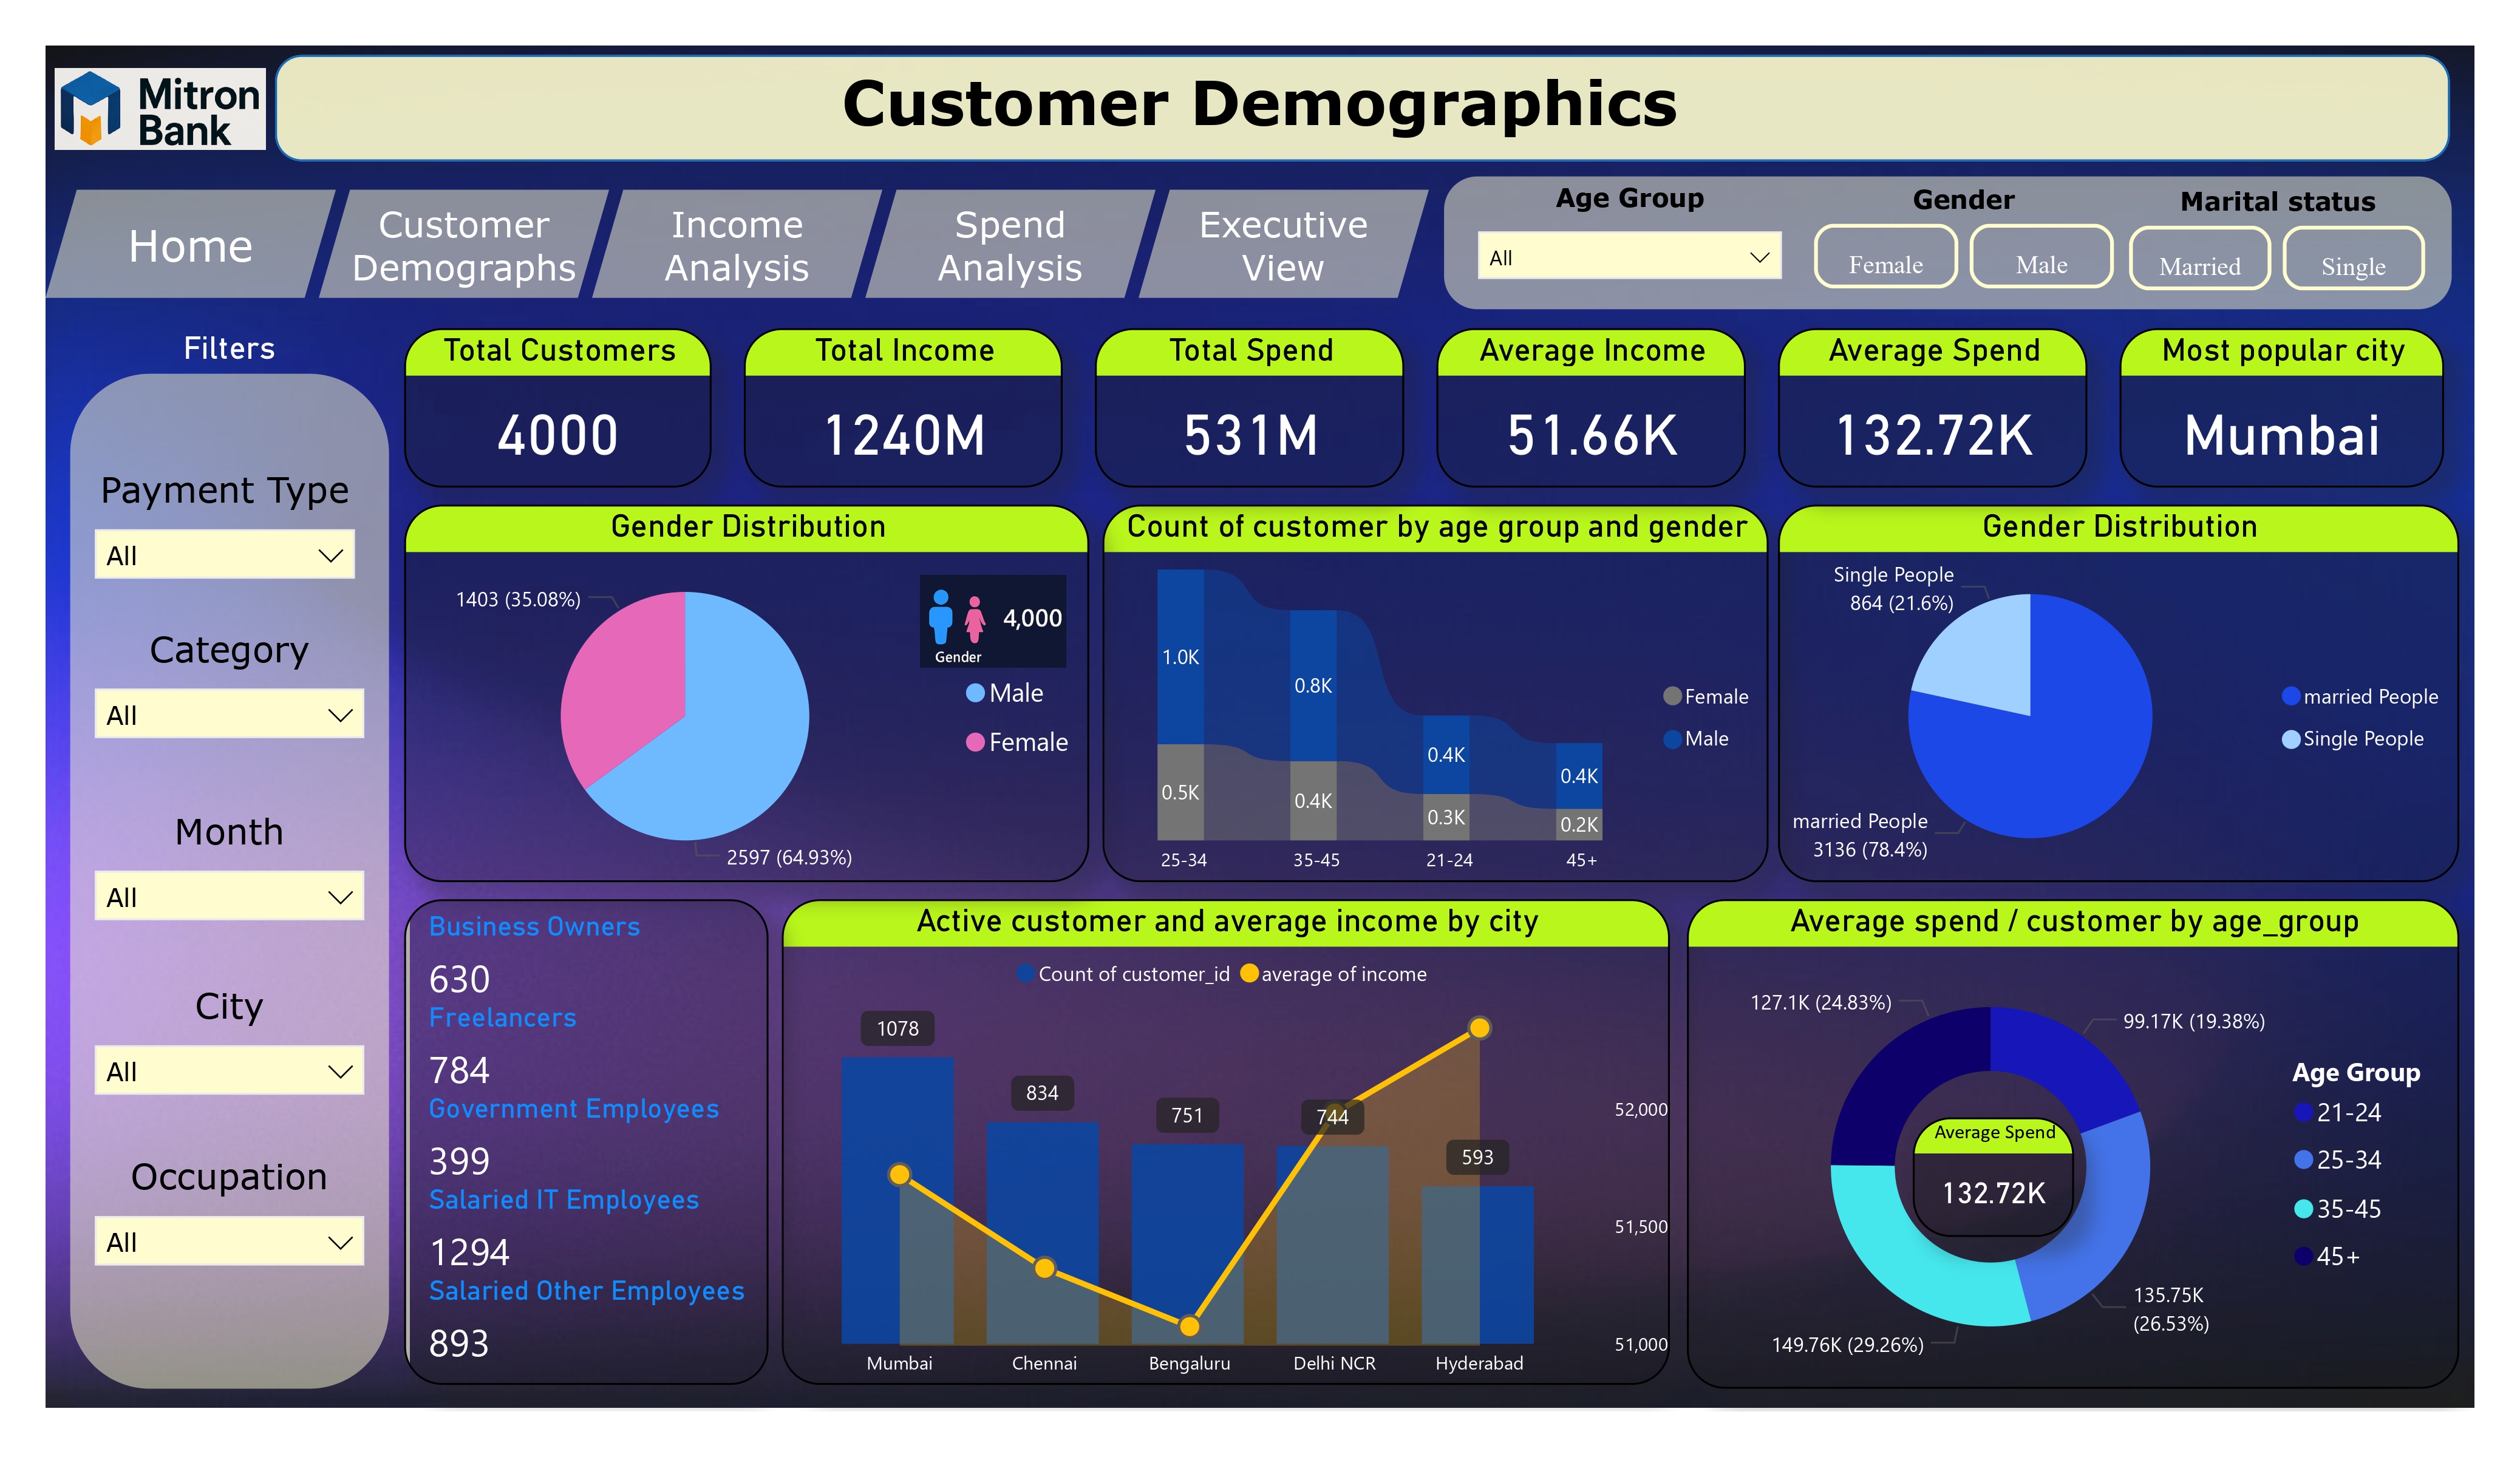 Mitron
Bank
Customer Demographics
Home
Customer
Demographs
Income
Analysis
Spend
Analysis
Executive
View
Age Group
All
Gender
Female
Male
Marital status
Married
Single
Filters
Payment Type
All
Category
All
Month
All
City
All
Occupation
All
Total Customers
4000
Total Income
1240M
Total Spend
531M
Average Income
51.66K
Average Spend
132.72K
Most popular city
Mumbai
Gender Distribution
1403 (35.08%)
2597 (64.93%)
4,000
Gender
Male
Female
Count of customer by age group and gender
1.0K
0.8K
0.4K
0.4K
0.5K
0.4K
0.3K
0.2K
25-34
35-45
21-24
45+
Female
Male
Gender Distribution
Single People
864 (21.6%)
married People
3136 (78.4%)
married People
Single People
Business Owners
630
Freelancers
784
Government Employees
399
Salaried IT Employees
1294
Salaried Other Employees
893
Active customer and average income by city
Count of customer_id
average of income
1078
834
751
744
593
52,000
51,500
51,000
Mumbai
Chennai
Bengaluru
Delhi NCR
Hyderabad
Average spend / customer by age_group
127.1K (24.83%)
99.17K (19.38%)
Average Spend
132.72K
135.75K
(26.53%)
149.76K (29.26%)
Age Group
21-24
25-34
35-45
45+